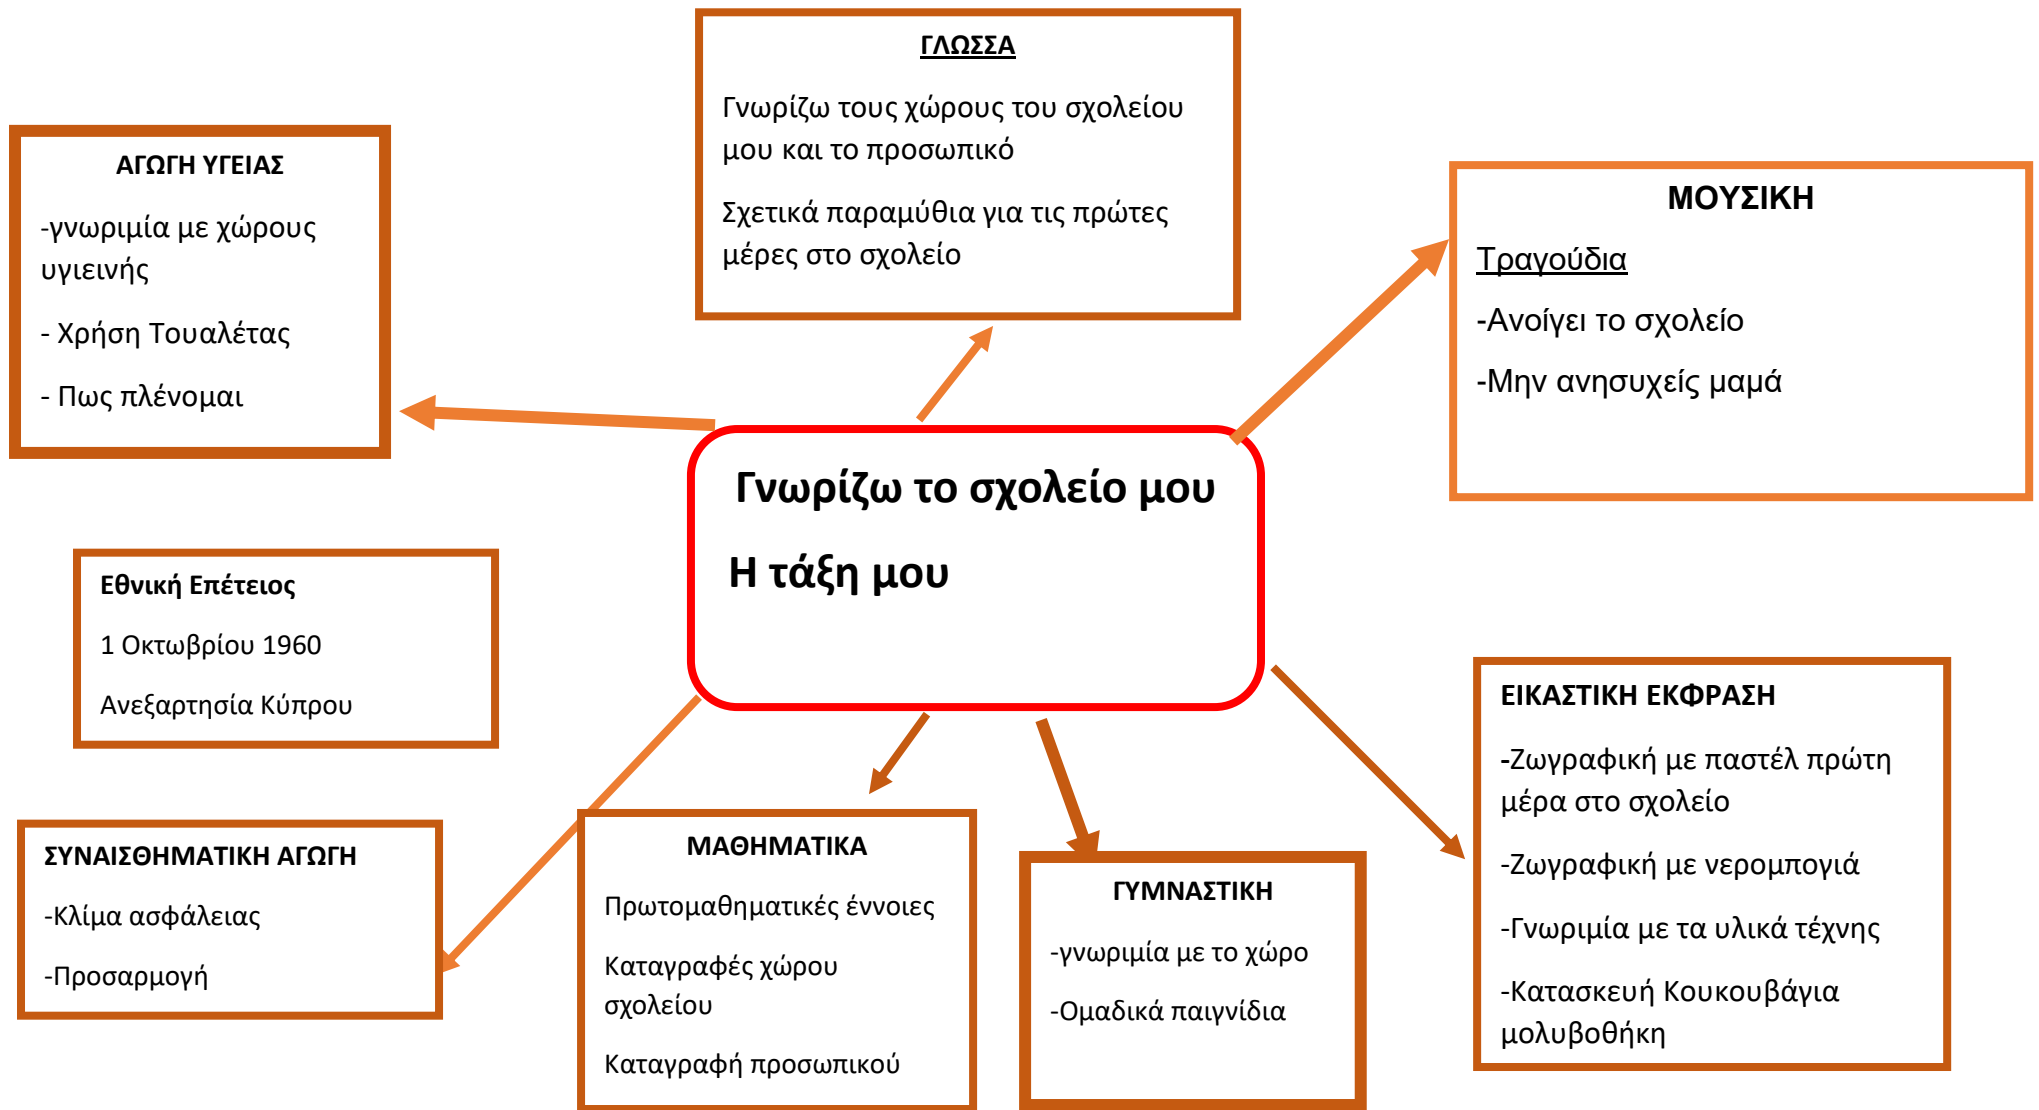 ΓΛΩΣΣΑ
Γνωρίζω τους χώρους του σχολείου
μου και το προσωπικό
Σχετικά παραμύθια για τις πρώτες
μέρες στο σχολείο
ΑΓΩΓΗ ΥΓΕΙΑΣ
-γνωριμία με χώρους
υγιεινής
- Χρήση Τουαλέτας
- Πως πλένομαι
ΜΟΥΣΙΚΗ
Τραγούδια
-Ανοίγει το σχολείο
-Μην ανησυχείς μαμά
Γνωρίζω το σχολείο μου
Η τάξη μου
Εθνική Επέτειος
1 Οκτωβρίου 1960
Ανεξαρτησία Κύπρου
ΕΙΚΑΣΤΙΚΗ ΕΚΦΡΑΣΗ
-Ζωγραφική με παστέλ πρώτη
μέρα στο σχολείο
-Ζωγραφική με νερομπογιά
-Γνωριμία με τα υλικά τέχνης
-Κατασκευή Κουκουβάγια
μολυβοθήκη
ΣΥΝΑΙΣΘΗΜΑΤΙΚΗ ΑΓΩΓΗ
-Κλίμα ασφάλειας
-Προσαρμογή
ΜΑΘΗΜΑΤΙΚΑ
Πρωτομαθηματικές έννοιες
Καταγραφές χώρου
σχολείου
Καταγραφή προσωπικού
ΓΥΜΝΑΣΤΙΚΗ
-γνωριμία με το χώρο
-Ομαδικά παιγνίδια